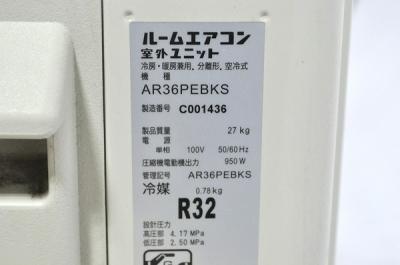 ルームエアコン
室外ユニット
冷房・暖房兼用、分離形、空冷式
機 種
AR36PEBKS
製造番号 C001436
製品質量 27 kg
電 源
単相 100V 50/60Hz
圧縮機電動機出力 950 W
管理記号 AR36PEBKS
冷媒 0.78 kg
R32
設計圧力
高圧部 4.17 MPa
低圧部 2.50 MPa